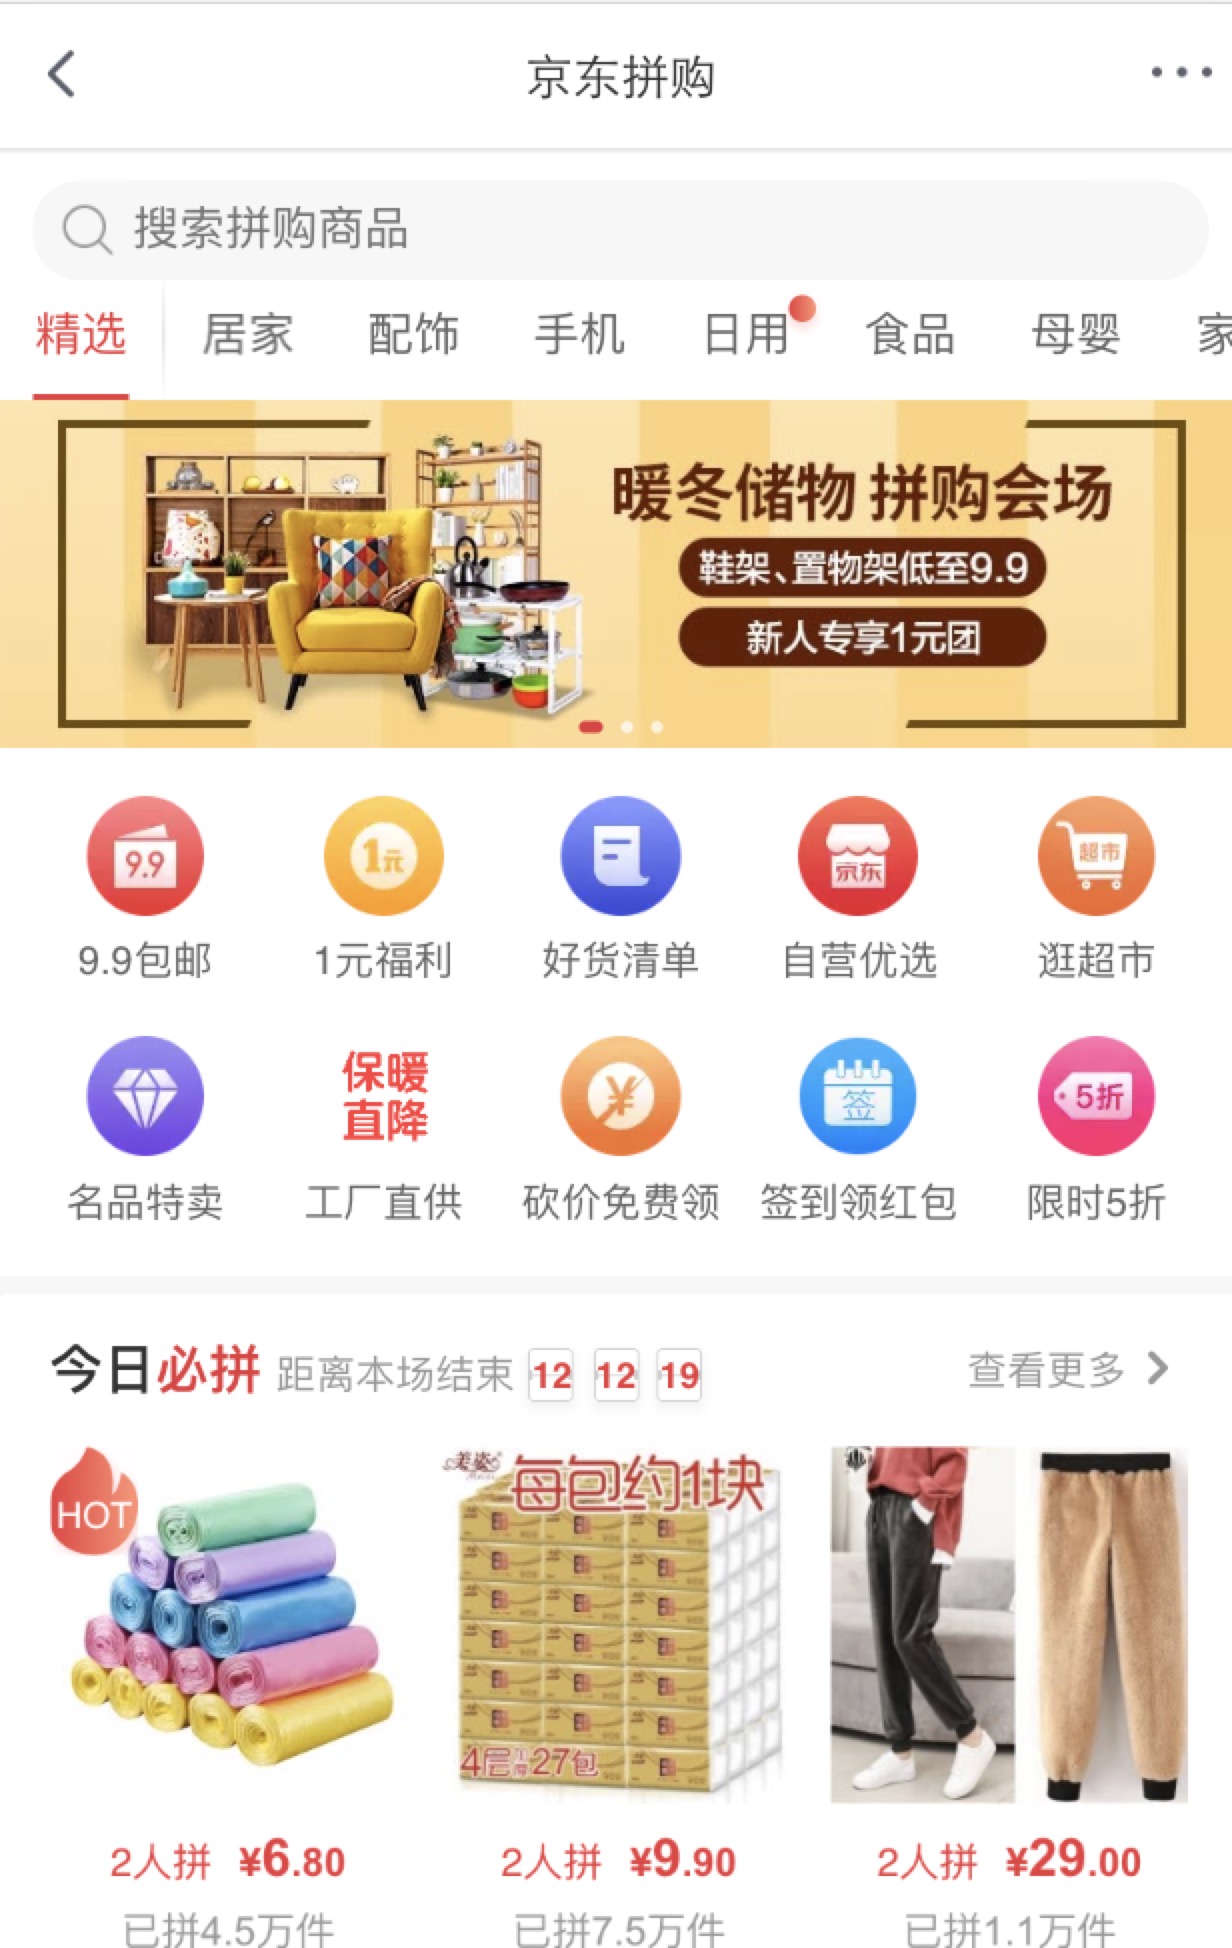 京东拼购
搜索拼购商品
精选 居家 配饰 手机 日用 食品 母婴 家
暖冬储物 拼购会场
鞋架、置物架低至9.9
新人专享1元团
9.9 1元 京东 超市
9.9包邮 1元福利 好货清单 自营优选 逛超市
保暖
直降
签 5折
名品特卖 工厂直供 砍价免费领 签到领红包 限时5折
今日必拼 距离本场结束 12 12 19 查看更多
HOT
美姿
每包约1块
4层加厚27包
2人拼 ¥6.80 2人拼 ¥9.90 2人拼 ¥29.00
已拼4.5万件 已拼7.5万件 已拼1.1万件